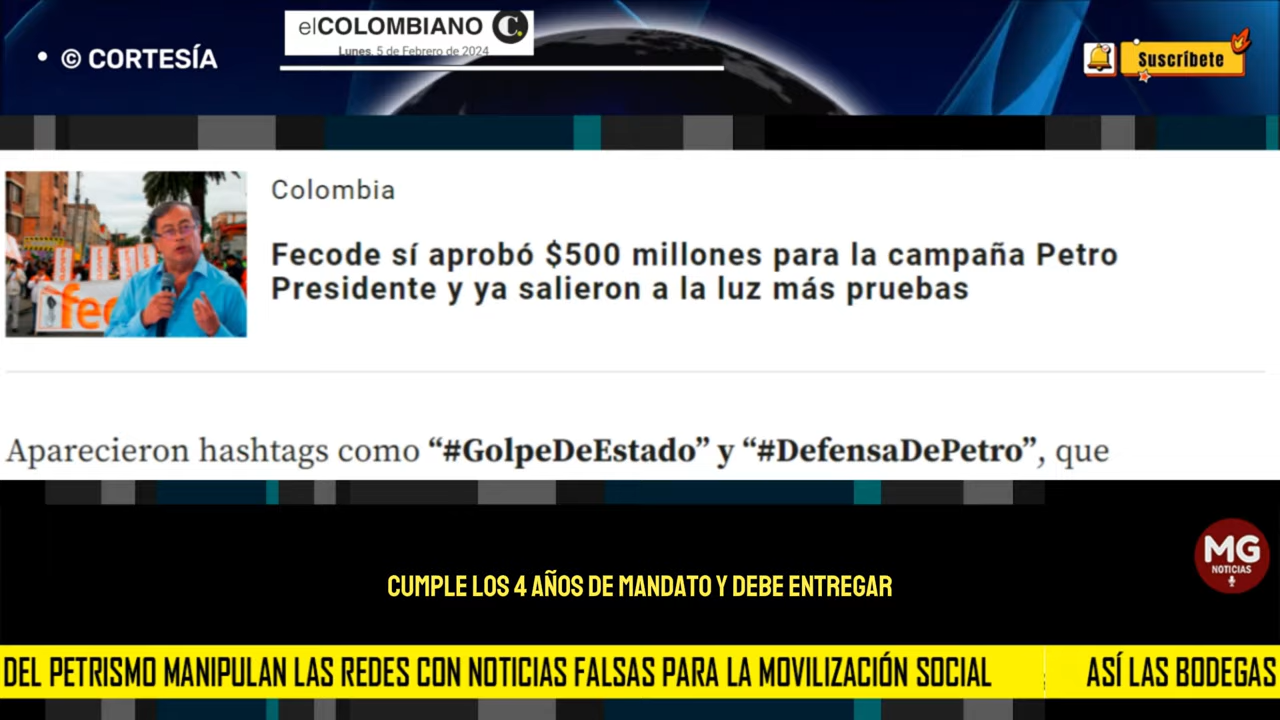 • © CORTESÍA
elCOLOMBIANO C.
Lunes, 5 de Febrero de 2024
Suscríbete
Colombia
Fecode sí aprobó $500 millones para la campaña Petro
Presidente y ya salieron a la luz más pruebas
fec
Aparecieron hashtags como “#GolpeDeEstado” y “#DefensaDePetro”, que
MG
NOTICIAS
CUMPLE LOS 4 AÑOS DE MANDATO Y DEBE ENTREGAR
DEL PETRISMO MANIPULAN LAS REDES CON NOTICIAS FALSAS PARA LA MOVILIZACIÓN SOCIAL ASÍ LAS BODEGAS